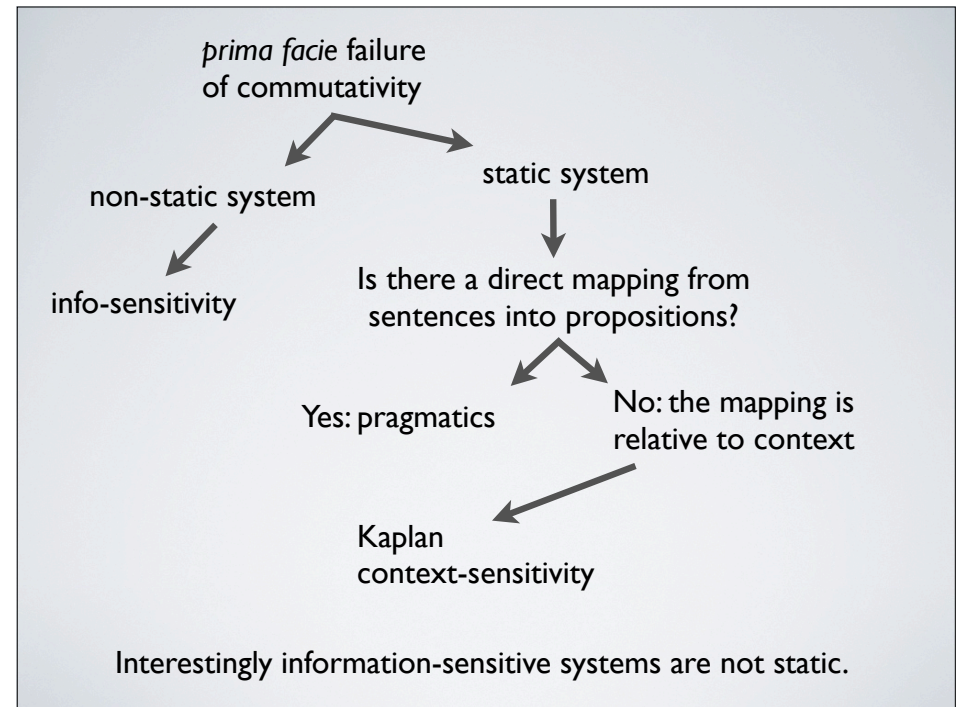 prima facie failure
of commutativity
non-static system
static system
info-sensitivity
Is there a direct mapping from
sentences into propositions?
Yes: pragmatics
No: the mapping is
relative to context
Kaplan
context-sensitivity
Interestingly information-sensitive systems are not static.